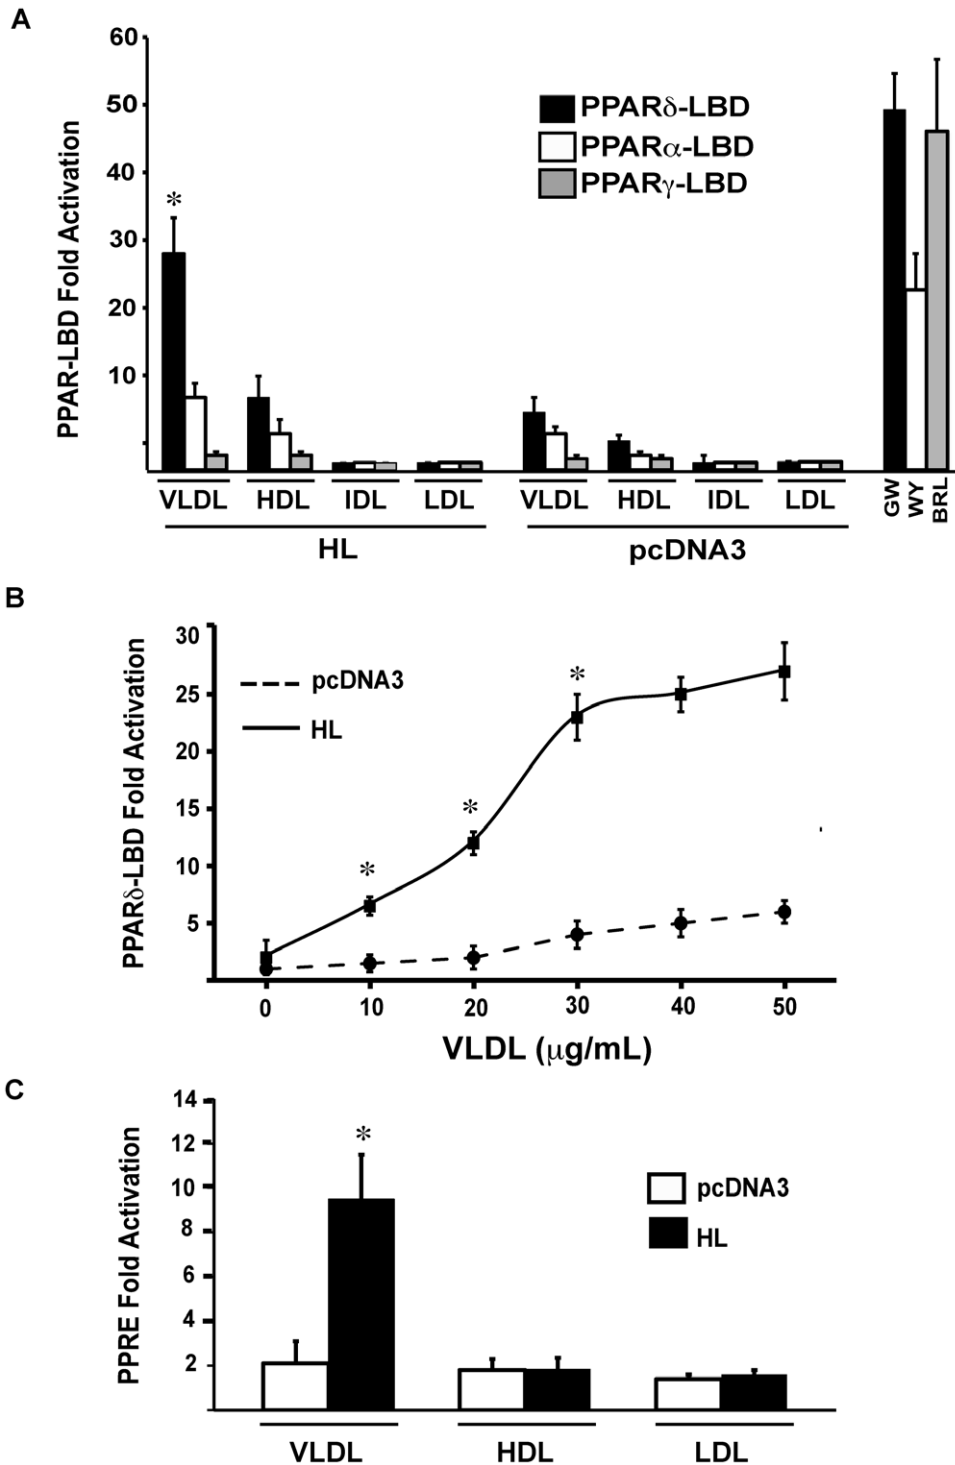 A
PPAR-LBD Fold Activation
60
50
40
30
20
10
*
PPARδ-LBD
PPARα-LBD
PPARγ-LBD
VLDL HDL IDL LDL VLDL HDL IDL LDL GW WY BRL
HL pcDNA3
B
PPARδ-LBD Fold Activation
30
25
20
15
10
5
pcDNA3
HL
* * *
0 10 20 30 40 50
VLDL (μg/mL)
C
PPRE Fold Activation
14
12
10
8
6
4
2
*
pcDNA3
HL
VLDL HDL LDL